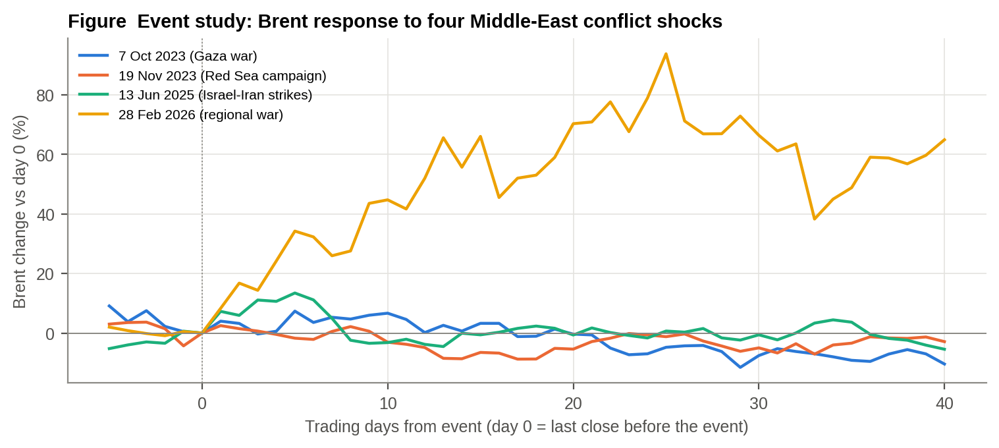 Figure  Event study: Brent response to four Middle-East conflict shocks
7 Oct 2023 (Gaza war)
19 Nov 2023 (Red Sea campaign)
13 Jun 2025 (Israel-Iran strikes)
28 Feb 2026 (regional war)
Brent change vs day 0 (%)
80
60
40
20
0
0 10 20 30 40
Trading days from event (day 0 = last close before the event)